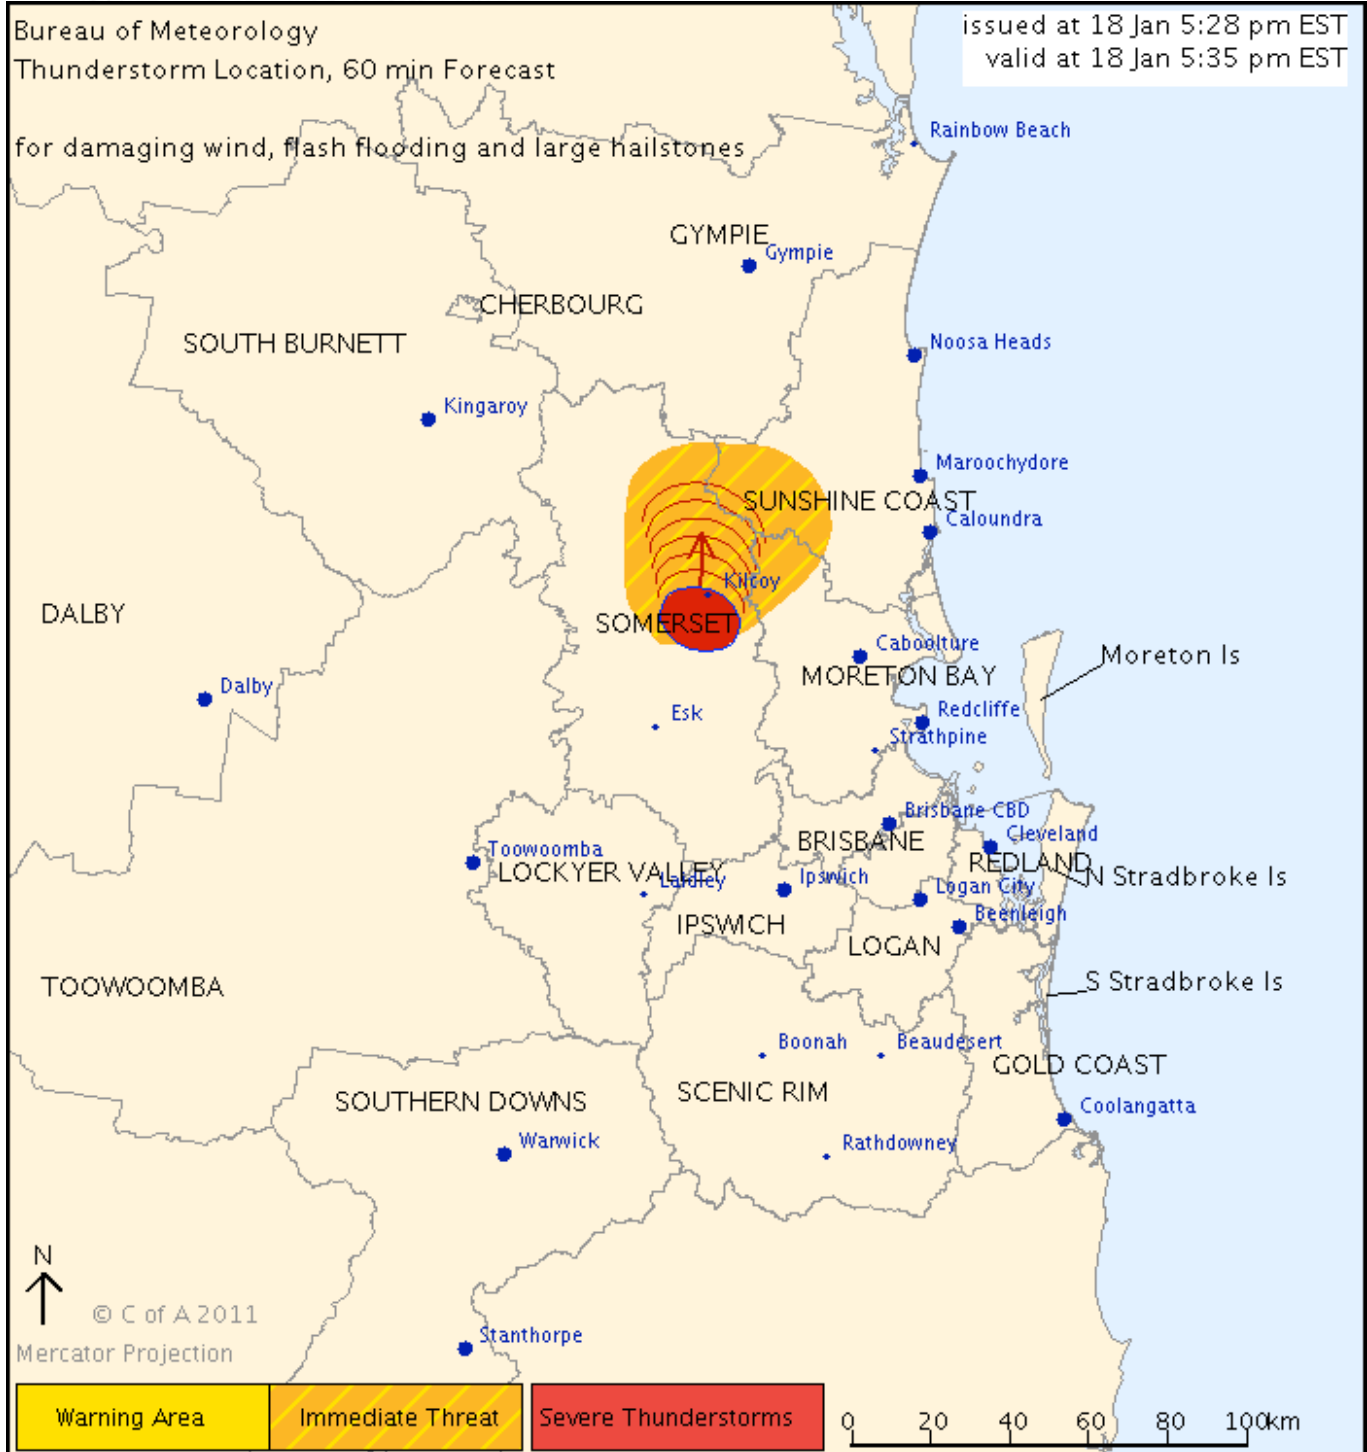 Bureau of Meteorology
issued at 18 Jan 5:28 pm EST
Thunderstorm Location, 60 min Forecast
valid at 18 Jan 5:35 pm EST
for damaging wind, flash flooding and large hailstones
Rainbow Beach
GYMPIE
Gympie
CHERBOURG
SOUTH BURNETT
Noosa Heads
Kingaroy
Maroochydore
SUNSHINE COAST
Caloundra
Kilcoy
DALBY
SOMERSET
Caboolture
Moreton Is
MORETON BAY
Dalby
Esk
Redcliffe
Strathpine
Brisbane CBD
BRISBANE
Cleveland
Toowoomba
LOCKYER VALLEY
REDLAND
N Stradbroke Is
Laidley
Ipswich
Logan City
IPSWICH
Beenleigh
LOGAN
TOOWOOMBA
S Stradbroke Is
Boonah
Beaudesert
GOLD COAST
SCENIC RIM
SOUTHERN DOWNS
Coolangatta
Warwick
Rathdowney
N
© C of A 2011
Stanthorpe
Mercator Projection
Warning Area
Immediate Threat
Severe Thunderstorms
0 20 40 60 80 100km